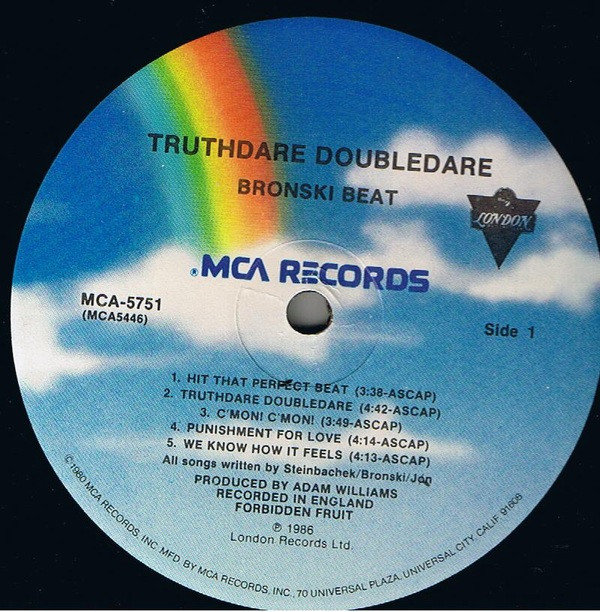 TRUTHDARE DOUBLEDARE
BRONSKI BEAT
LONDON
®MCA RECORDS
MCA-5751
(MCA5446)
Side 1
1. HIT THAT PERFECT BEAT (3:38-ASCAP)
2. TRUTHDARE DOUBLEDARE (4:42-ASCAP)
3. C'MON! C'MON! (3:49-ASCAP)
4. PUNISHMENT FOR LOVE (4:14-ASCAP)
5. WE KNOW HOW IT FEELS (4:13-ASCAP)
All songs written by Steinbachek/Bronski/Jon
PRODUCED BY ADAM WILLIAMS
RECORDED IN ENGLAND
FORBIDDEN FRUIT
℗ 1986
London Records Ltd.
©1980 MCA RECORDS, INC. MFD. BY MCA RECORDS, INC., 70 UNIVERSAL PLAZA, UNIVERSAL CITY, CALIF. 91608